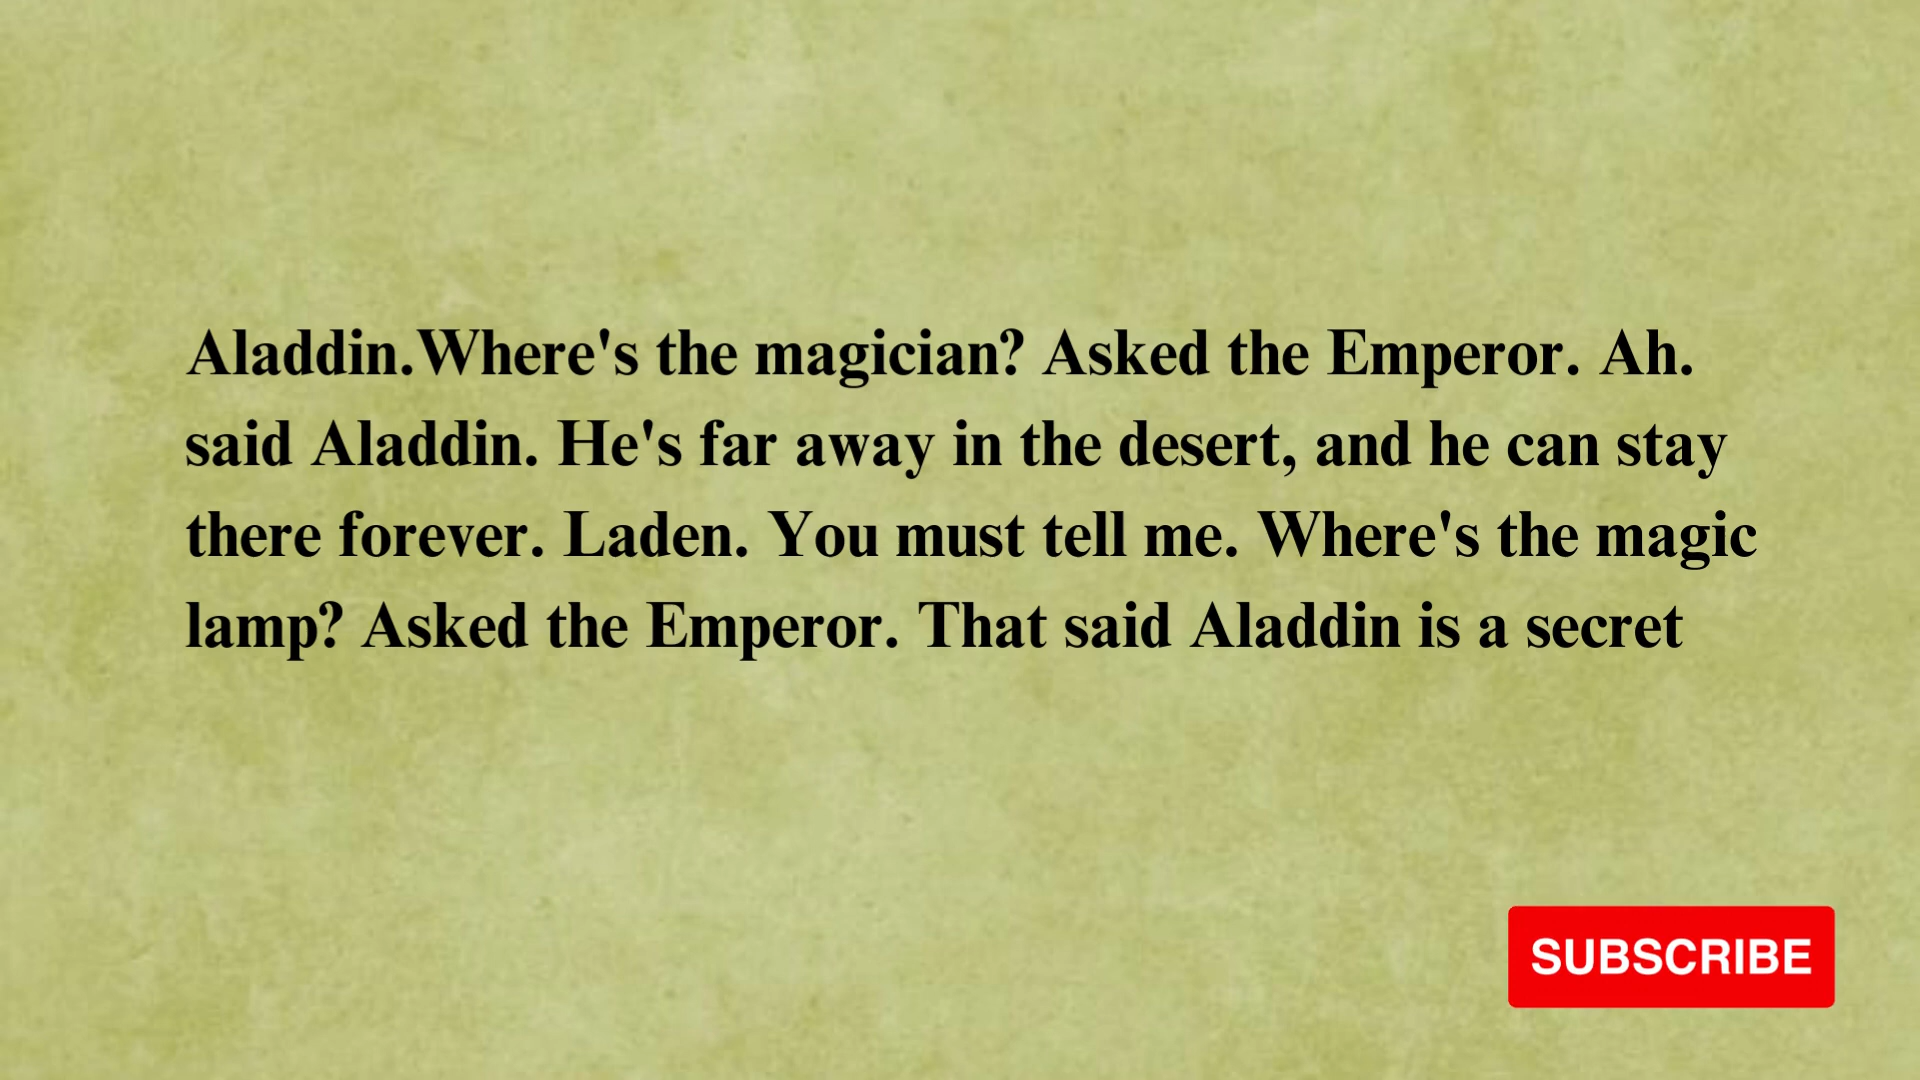 Aladdin.Where's the magician? Asked the Emperor. Ah.
said Aladdin. He's far away in the desert, and he can stay
there forever. Laden. You must tell me. Where's the magic
lamp? Asked the Emperor. That said Aladdin is a secret
SUBSCRIBE